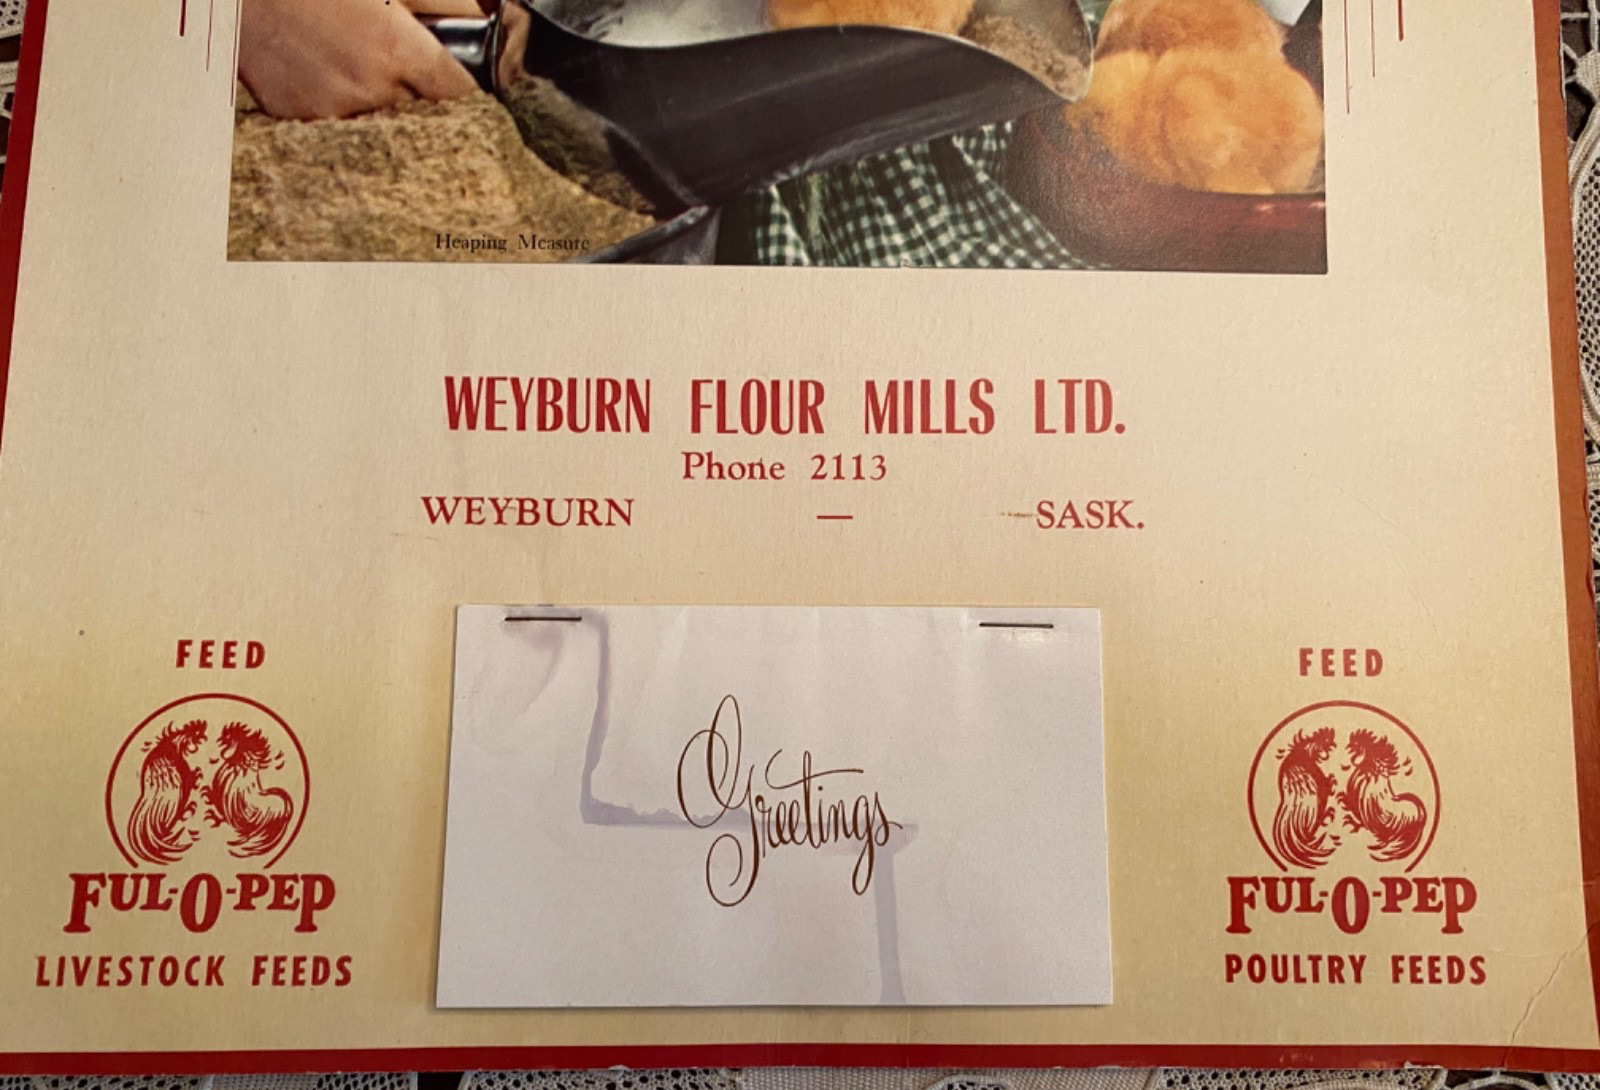 Heaping Measure
WEYBURN FLOUR MILLS LTD.
Phone 2113
WEYBURN — SASK.
FEED
FUL-O-PEP
LIVESTOCK FEEDS
Greetings
FEED
FUL-O-PEP
POULTRY FEEDS